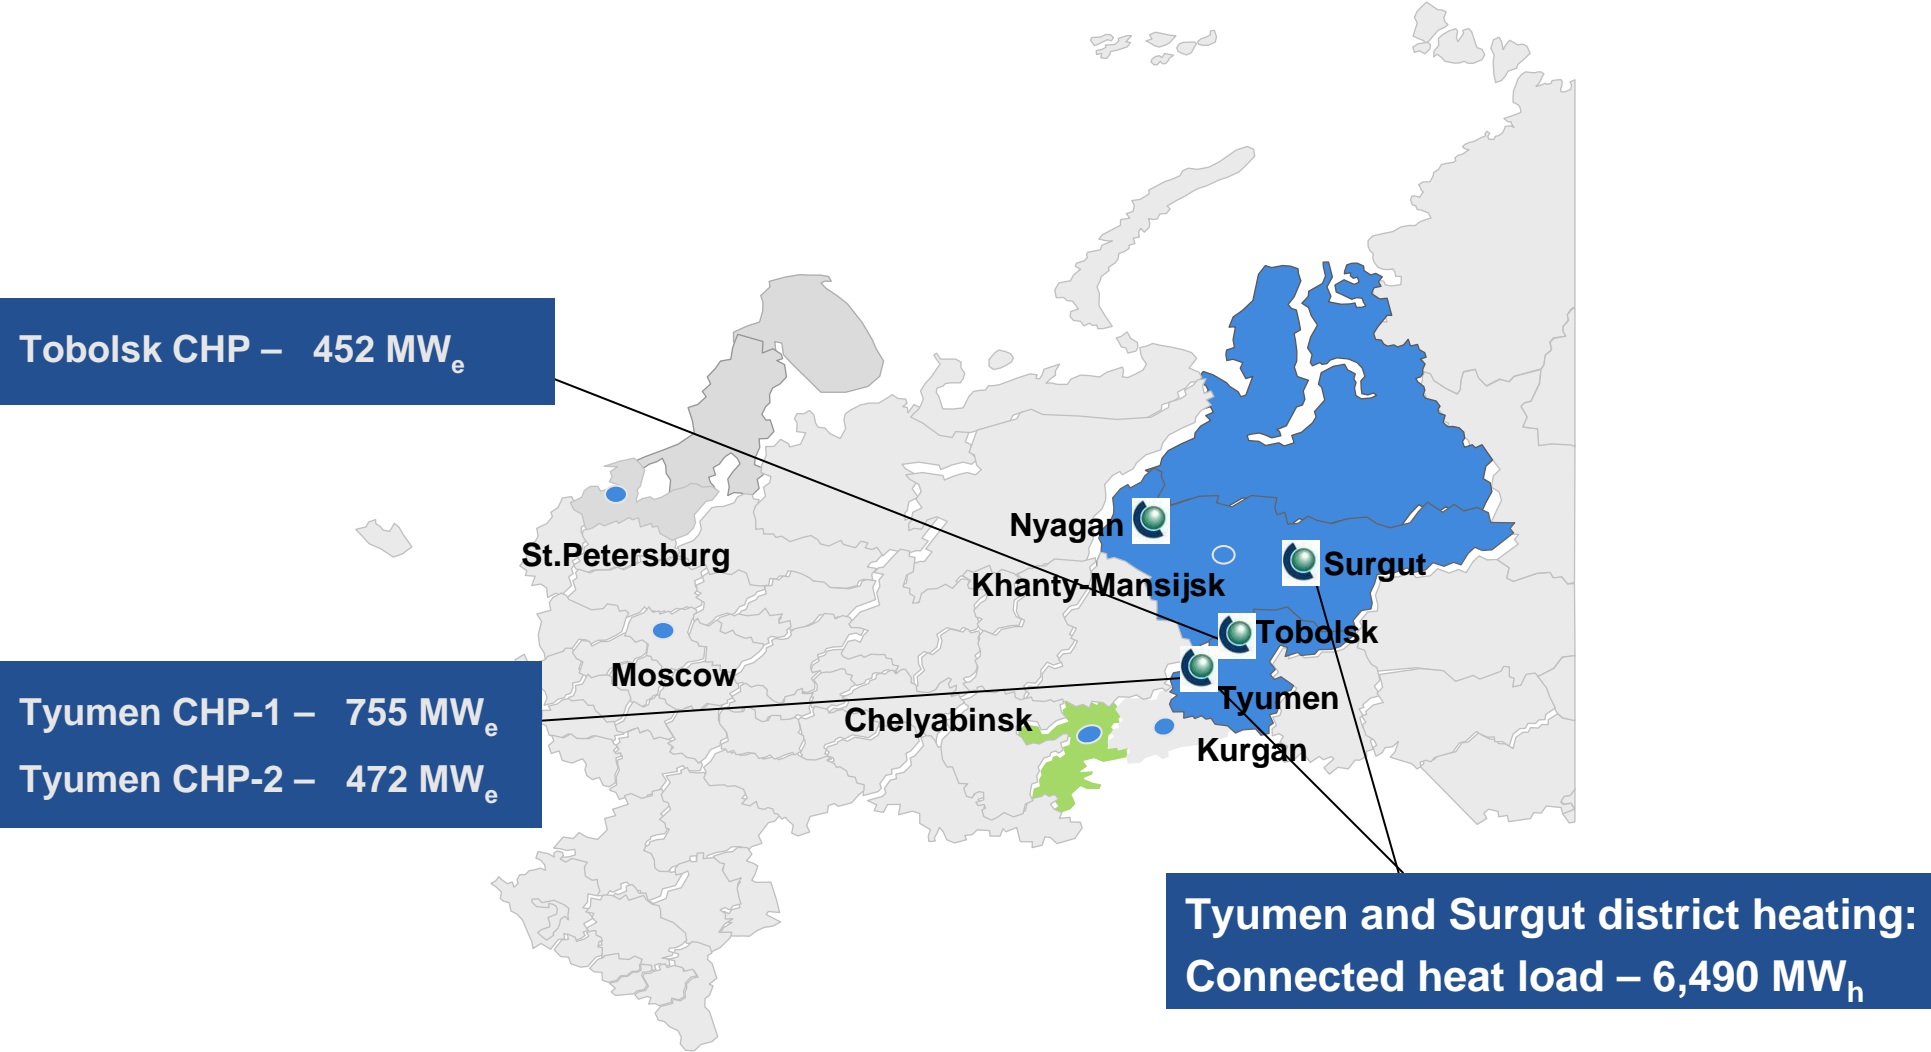 Tobolsk CHP – 452 MWe
Nyagan
St.Petersburg
Surgut
Khanty-Mansijsk
Tobolsk
Moscow
Tyumen
Tyumen CHP-1 – 755 MWe
Chelyabinsk
Kurgan
Tyumen CHP-2 – 472 MWe
Tyumen and Surgut district heating:
Connected heat load – 6,490 MWh